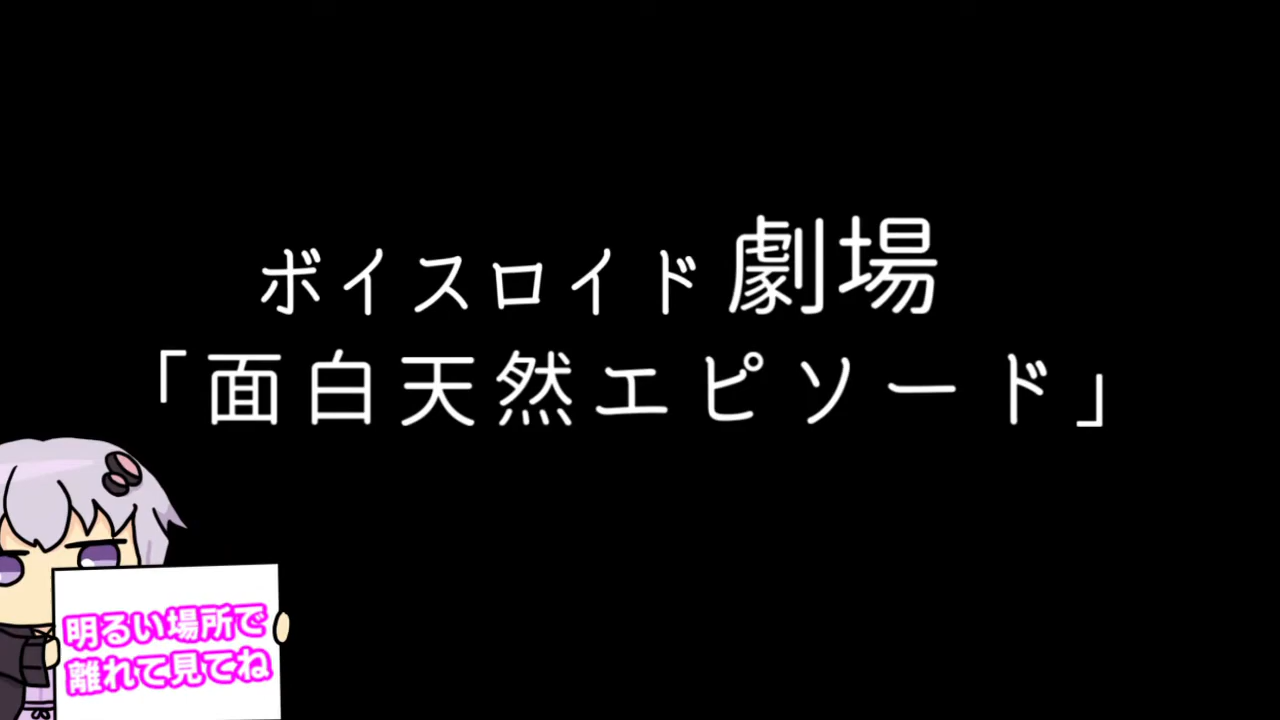 ボイスロイド劇場
「面白天然エピソード」
明るい場所で
離れて見てね